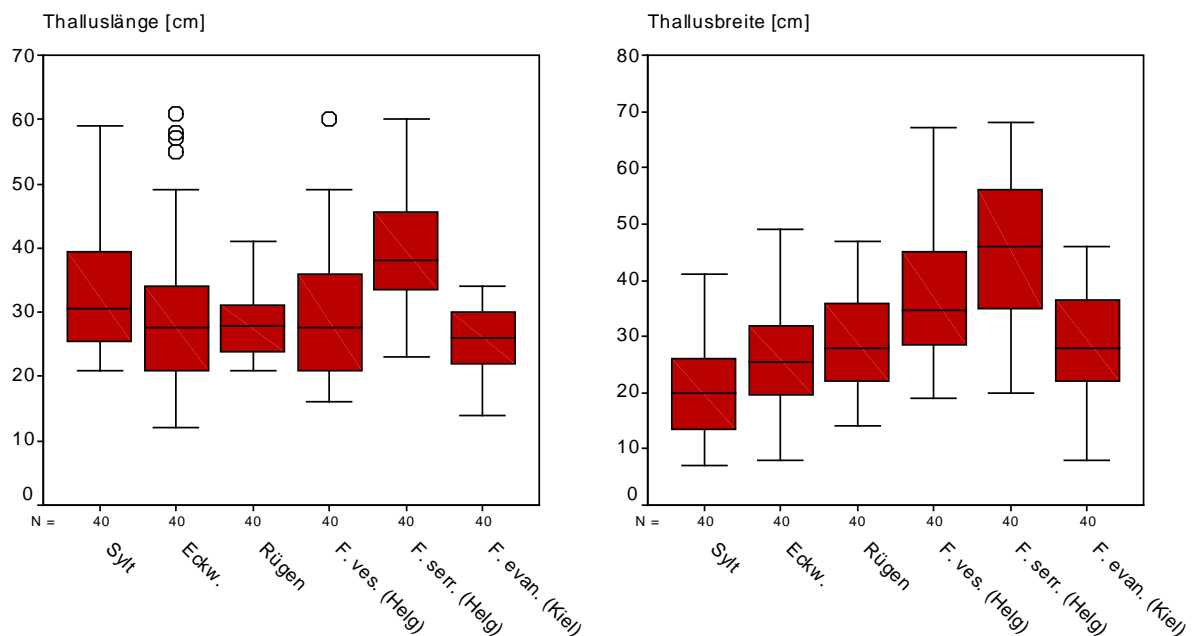 Thalluslänge [cm]
70
60
50
40
30
20
10
0
N = 40 40 40 40 40 40
Sylt
Eckw.
Rügen
F. ves. (Helg)
F. serr. (Helg)
F. evan. (Kiel)
Thallusbreite [cm]
80
70
60
50
40
30
20
10
0
N = 40 40 40 40 40 40
Sylt
Eckw.
Rügen
F. ves. (Helg)
F. serr. (Helg)
F. evan. (Kiel)